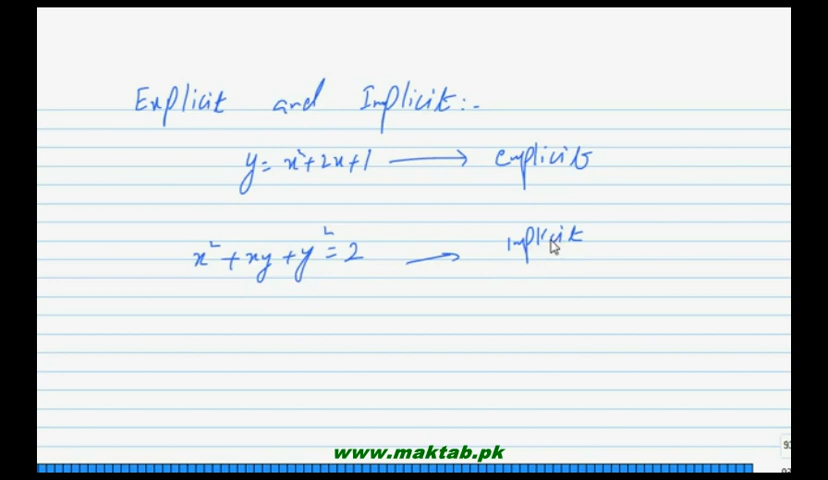 Explicit and Implicit:-
y = x²+2x+1 → explicit
x² + xy + y² = 2 → implicit
www.maktab.pk